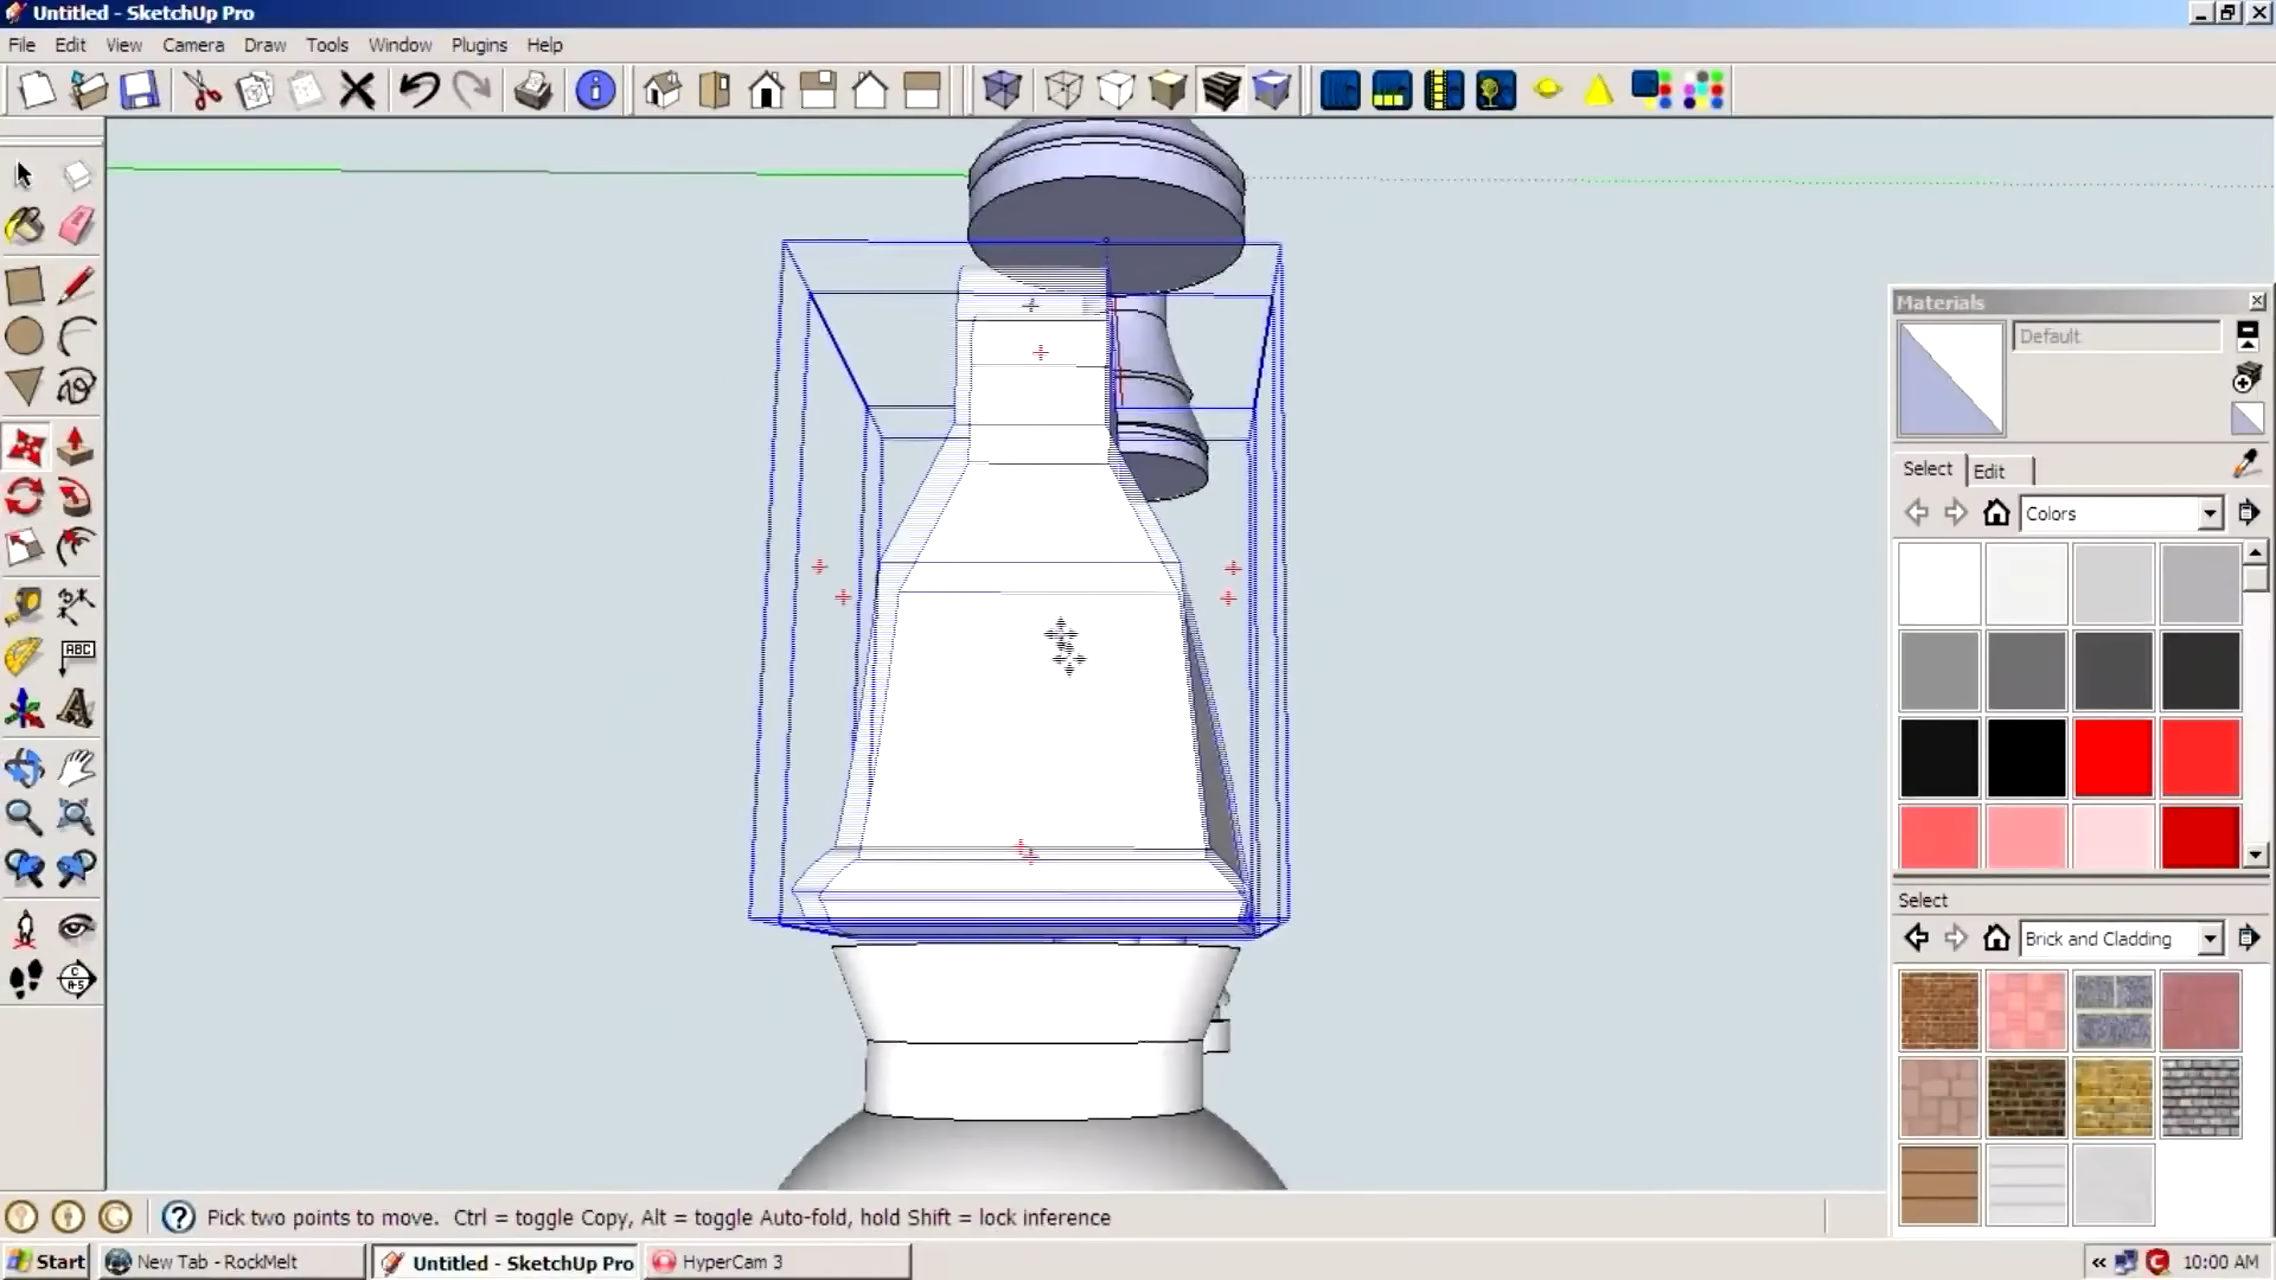 Untitled - SketchUp Pro
File Edit View Camera Draw Tools Window Plugins Help
Materials
Default
Select Edit
Colors
ABC
A
Select
Brick and Cladding
C
A-5
Pick two points to move. Ctrl = toggle Copy, Alt = toggle Auto-fold, hold Shift = lock inference
Start New Tab - RockMelt Untitled - SketchUp Pro HyperCam 3 10:00 AM